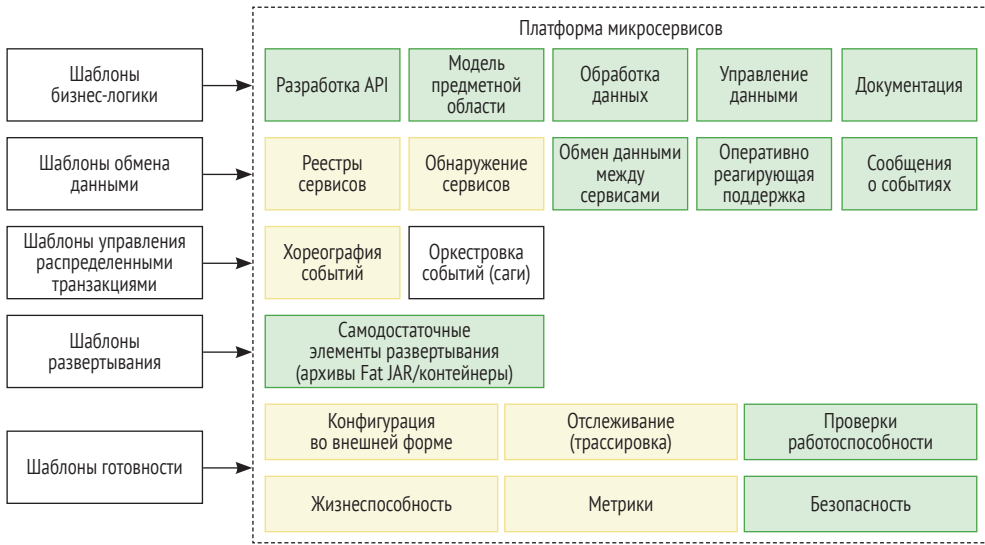 Платформа микросервисов
Шаблоны
бизнес-логики
Разработка API
Модель
предметной
области
Обработка
данных
Управление
данными
Документация
Шаблоны обмена
данными
Реестры
сервисов
Обнаружение
сервисов
Обмен данными
между
сервисами
Оперативно
реагирующая
поддержка
Сообщения
о событиях
Шаблоны управления
распределенными
транзакциями
Хореография
событий
Оркестровка
событий (саги)
Шаблоны
развертывания
Самодостаточные
элементы развертывания
(архивы Fat JAR/контейнеры)
Шаблоны готовности
Конфигурация
во внешней форме
Отслеживание
(трассировка)
Проверки
работоспособности
Жизнеспособность
Метрики
Безопасность